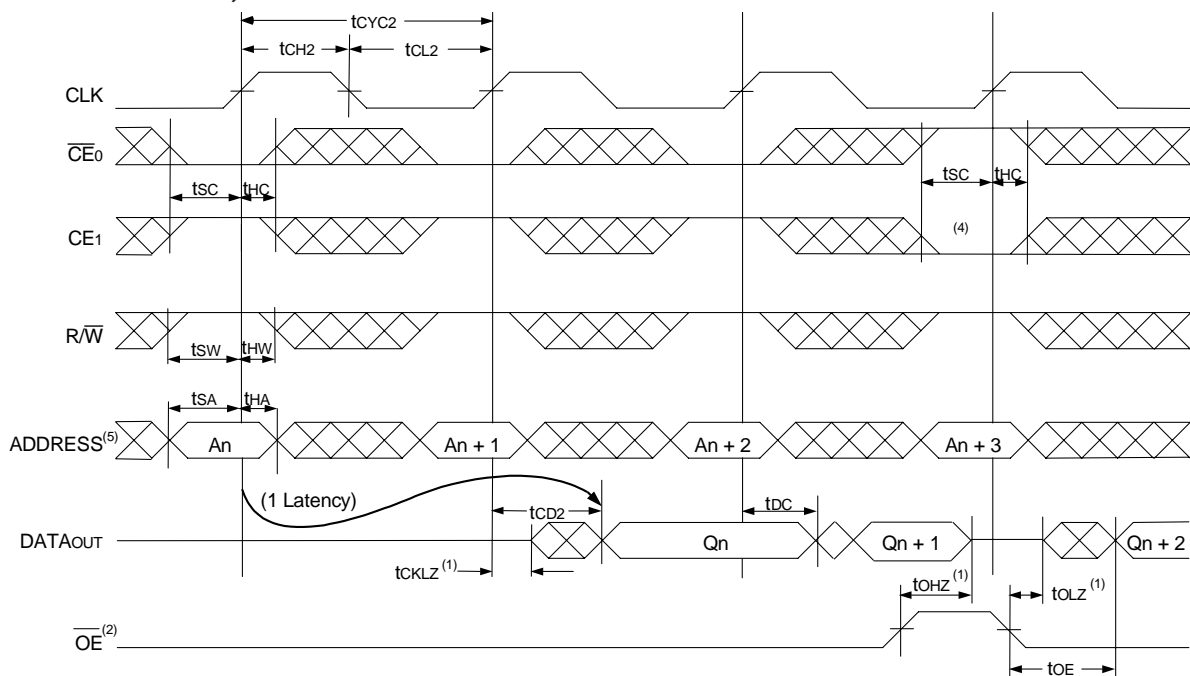 )
tCYC2
tCH2 tCL2
CLK
CE0
tSC tHC tSC tHC
CE1 (4)
R/W
tSW tHW
tSA tHA
ADDRESS(5) An An + 1 An + 2 An + 3
(1 Latency) tCD2 tDC
DATAOUT Qn Qn + 1 Qn + 2
tCKLZ(1) tOHZ(1) tOLZ(1)
OE(2)
tOE